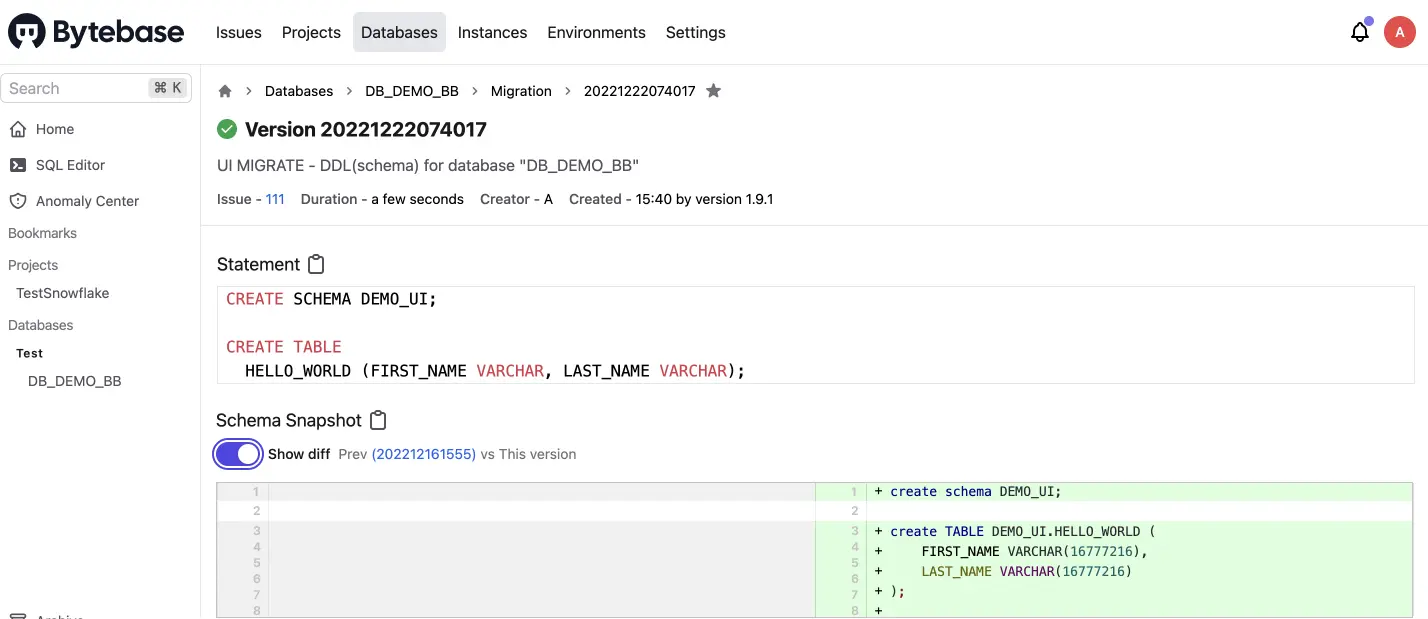 Bytebase Issues Projects Databases Instances Environments Settings A
Search ⌘ K
Home
SQL Editor
Anomaly Center
Bookmarks
Projects
TestSnowflake
Databases
Test
DB_DEMO_BB
Archive
Databases > DB_DEMO_BB > Migration > 20221222074017
Version 20221222074017
UI MIGRATE - DDL(schema) for database "DB_DEMO_BB"
Issue - 111 Duration - a few seconds Creator - A Created - 15:40 by version 1.9.1
Statement
CREATE SCHEMA DEMO_UI;
CREATE TABLE
HELLO_WORLD (FIRST_NAME VARCHAR, LAST_NAME VARCHAR);
Schema Snapshot
Show diff Prev (202212161555) vs This version
1 1 + create schema DEMO_UI;
2 2
3 3 + create TABLE DEMO_UI.HELLO_WORLD (
4 4 + FIRST_NAME VARCHAR(16777216),
5 5 + LAST_NAME VARCHAR(16777216)
6 6 + );
7 7 +
8 8